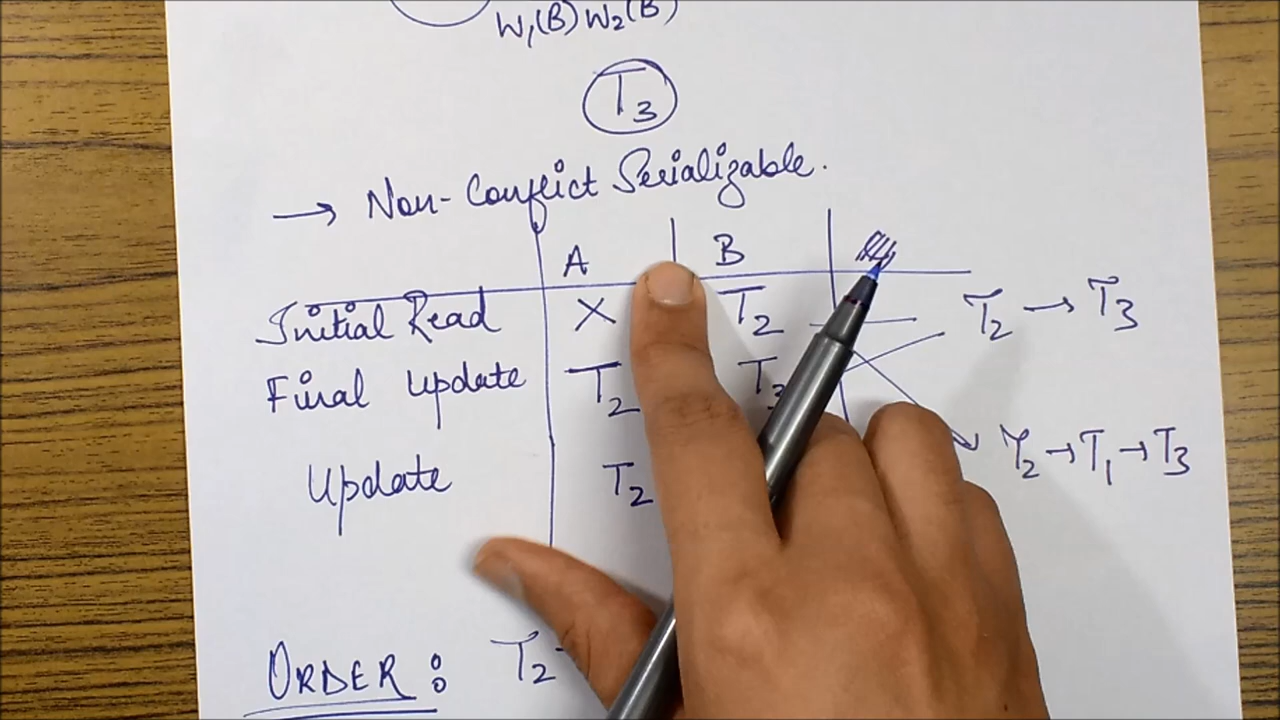 W₁(B) W₂(B)
T₃
→ Non-Conflict Serializable.
A B
Initial Read X T₂ T₂ → T₃
Final Update T₂
T₂ → T₁ → T₃
Update T₂
ORDER: T₂